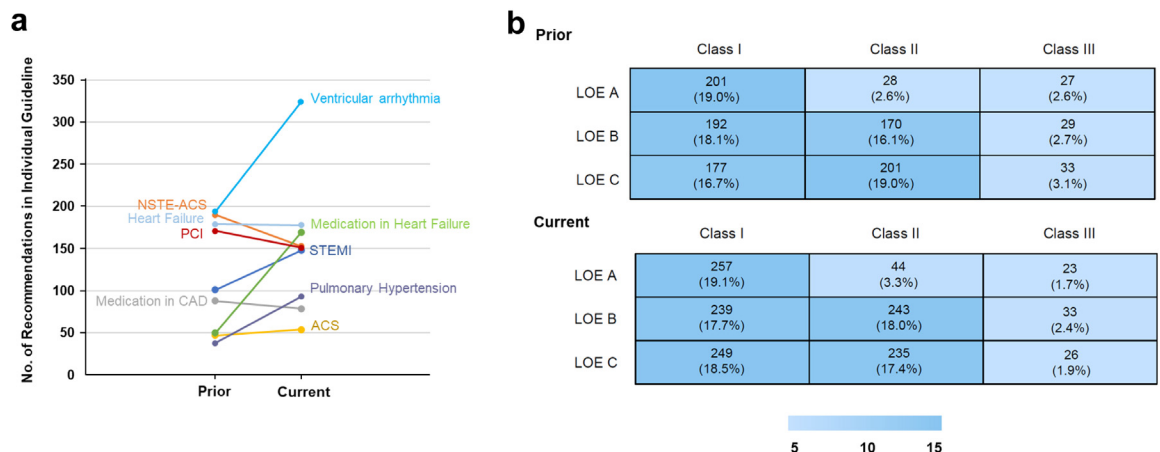 a
No. of Recommendations in Individual Guideline
350
300
250
200
150
100
50
0
Ventricular arrhythmia
NSTE-ACS
Heart Failure
PCI
Medication in Heart Failure
STEMI
Medication in CAD
Pulmonary Hypertension
ACS
Prior Current
b
Prior
Class I Class II Class III
LOE A 201 28 27
(19.0%) (2.6%) (2.6%)
LOE B 192 170 29
(18.1%) (16.1%) (2.7%)
LOE C 177 201 33
(16.7%) (19.0%) (3.1%)
Current
Class I Class II Class III
LOE A 257 44 23
(19.1%) (3.3%) (1.7%)
LOE B 239 243 33
(17.7%) (18.0%) (2.4%)
LOE C 249 235 26
(18.5%) (17.4%) (1.9%)
5 10 15